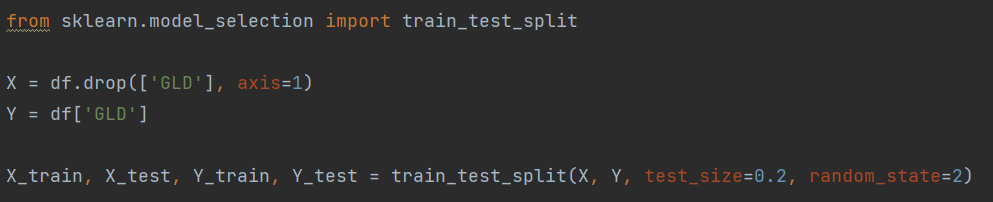 from sklearn.model_selection import train_test_split
X = df.drop(['GLD'], axis=1)
Y = df['GLD']
X_train, X_test, Y_train, Y_test = train_test_split(X, Y, test_size=0.2, random_state=2)